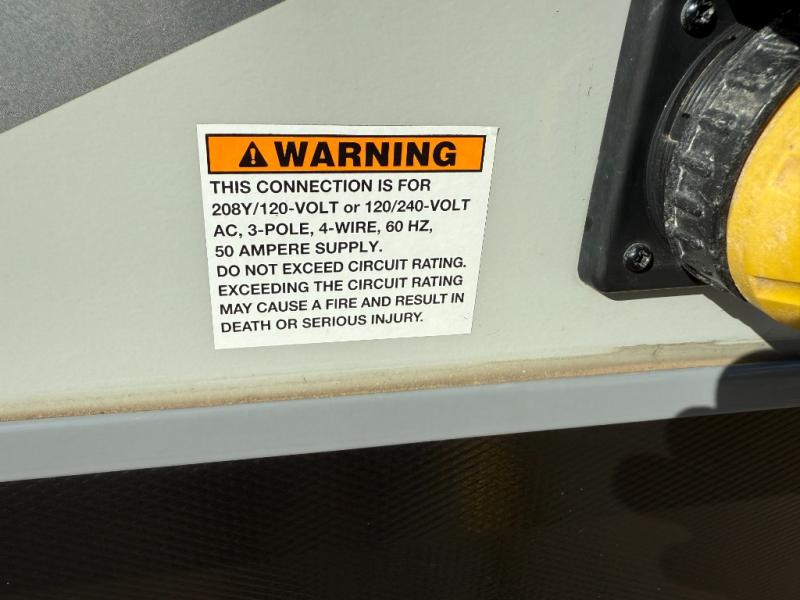 WARNING
THIS CONNECTION IS FOR
208Y/120-VOLT or 120/240-VOLT
AC, 3-POLE, 4-WIRE, 60 HZ,
50 AMPERE SUPPLY.
DO NOT EXCEED CIRCUIT RATING.
EXCEEDING THE CIRCUIT RATING
MAY CAUSE A FIRE AND RESULT IN
DEATH OR SERIOUS INJURY.